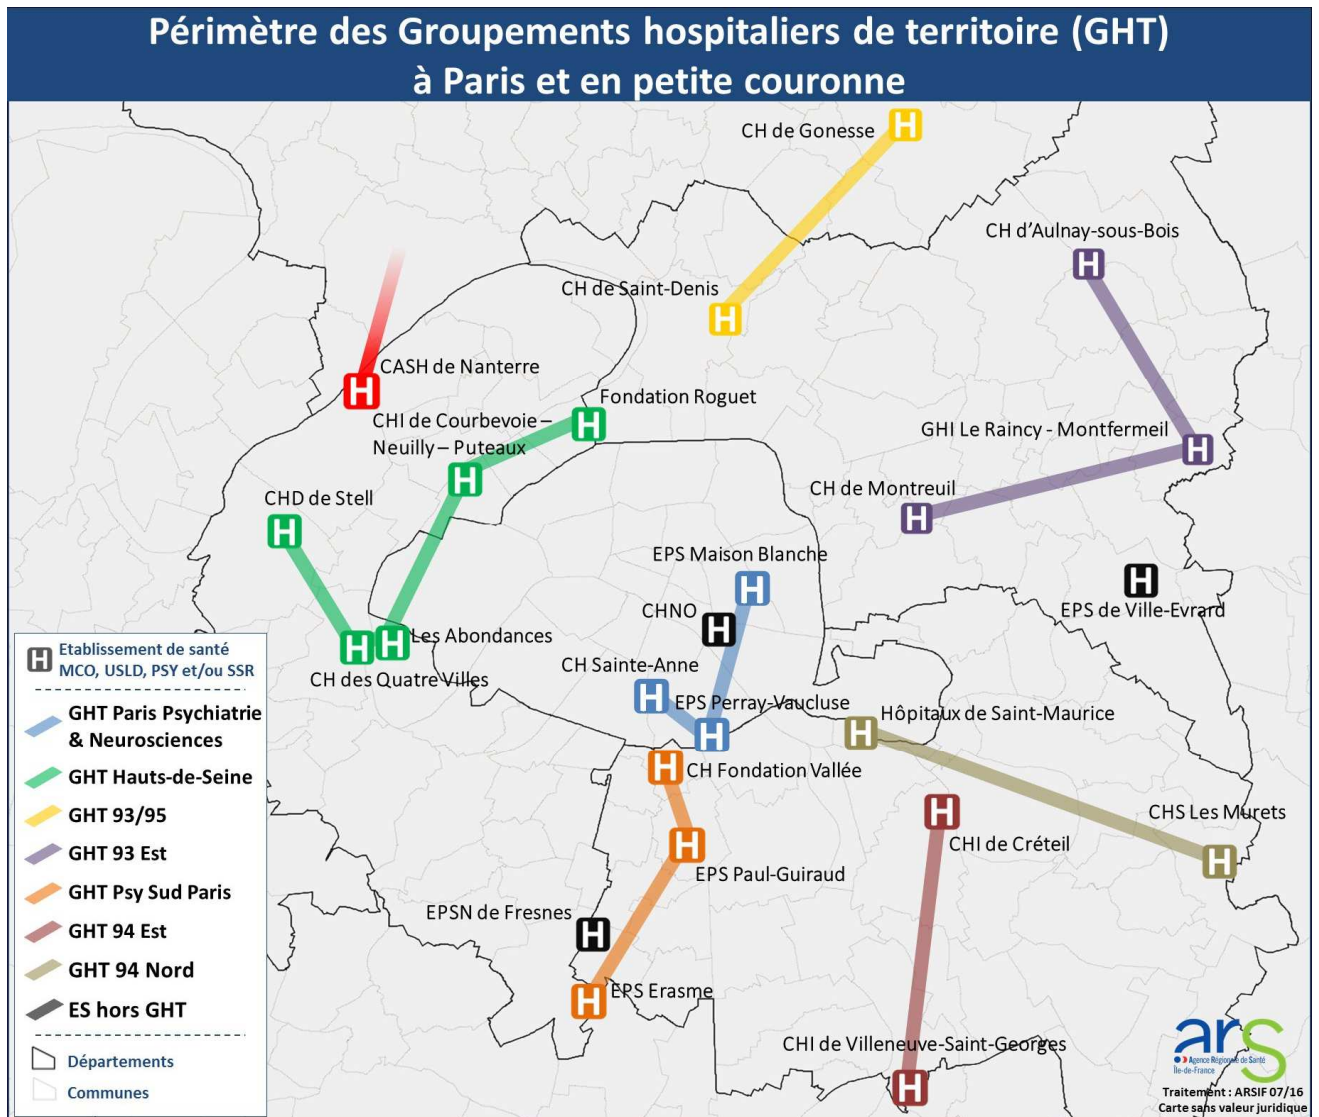 Périmètre des Groupements hospitaliers de territoire (GHT)
à Paris et en petite couronne
CH de Gonesse
CH d'Aulnay-sous-Bois
CH de Saint-Denis
CASH de Nanterre
Fondation Roguet
CHI de Courbevoie –
Neuilly – Puteaux
GHI Le Raincy - Montfermeil
CHD de Stell
CH de Montreuil
EPS Maison Blanche
EPS de Ville-Evrard
CHNO
Les Abondances
CH des Quatre Villes
CH Sainte-Anne
EPS Perray-Vaucluse
Hôpitaux de Saint-Maurice
CH Fondation Vallée
CHS Les Murets
CHI de Créteil
EPS Paul-Guiraud
EPSN de Fresnes
EPS Erasme
CHI de Villeneuve-Saint-Georges
H Etablissement de santé
MCO, USLD, PSY et/ou SSR
GHT Paris Psychiatrie
& Neurosciences
GHT Hauts-de-Seine
GHT 93/95
GHT 93 Est
GHT Psy Sud Paris
GHT 94 Est
GHT 94 Nord
ES hors GHT
Départements
Communes
ars
Agence Régionale de Santé
Île-de-France
Traitement : ARSIF 07/16
Carte sans valeur juridique